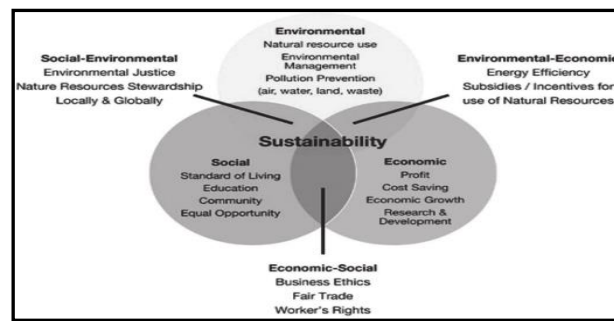 Environmental
Natural resource use
Environmental
Management
Pollution Prevention
(air, water, land, waste)
Social-Environmental
Environmental Justice
Nature Resources Stewardship
Locally & Globally
Environmental-Economic
Energy Efficiency
Subsidies / Incentives for
use of Natural Resources
Sustainability
Social
Standard of Living
Education
Community
Equal Opportunity
Economic
Profit
Cost Saving
Economic Growth
Research &
Development
Economic-Social
Business Ethics
Fair Trade
Worker's Rights